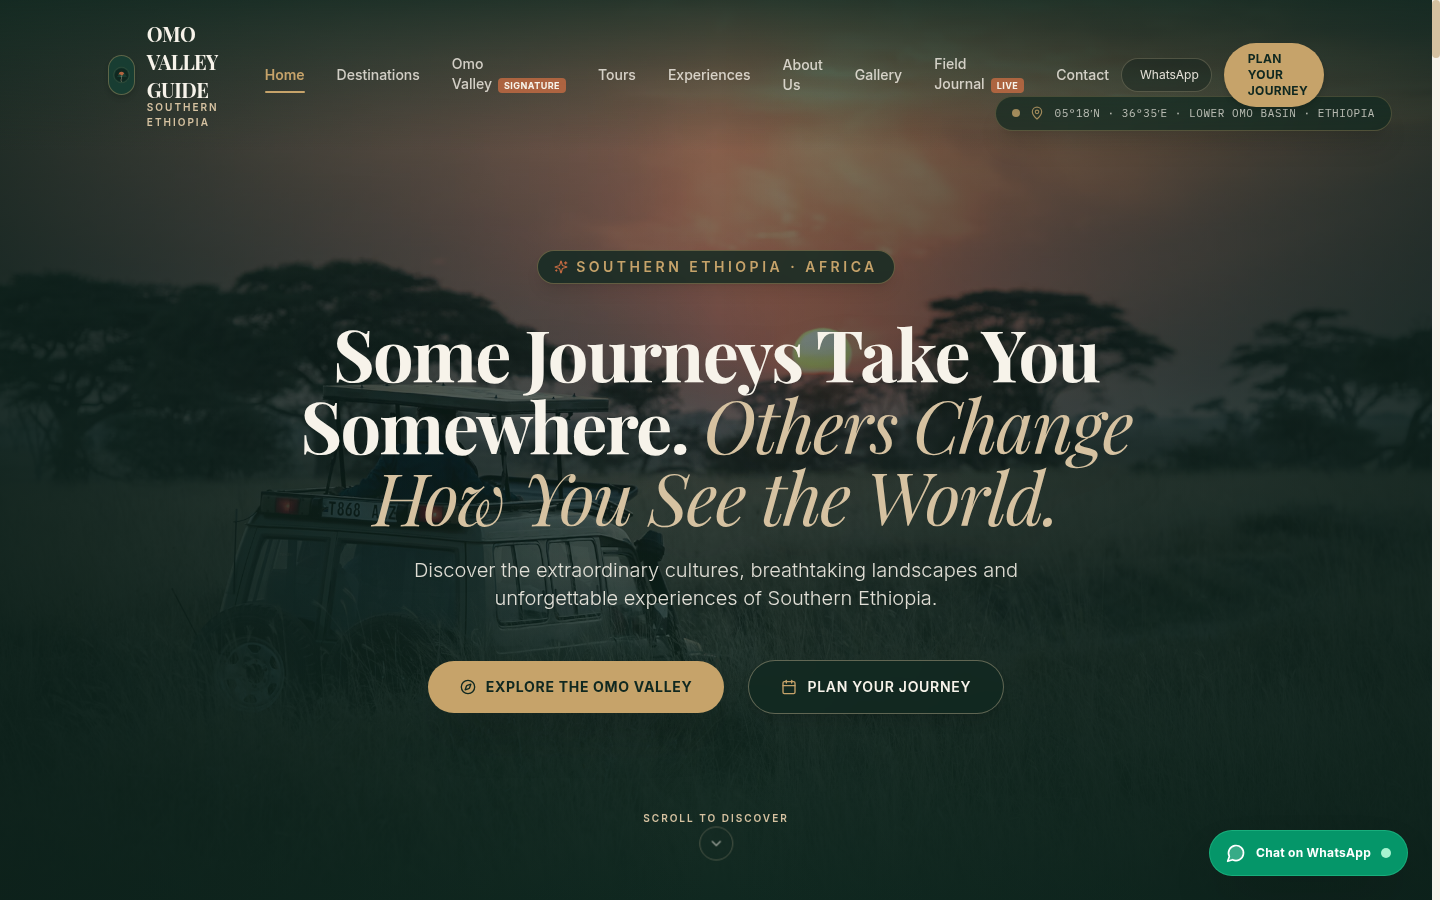 OMO
VALLEY
GUIDE
SOUTHERN
ETHIOPIA
Home
Destinations
Omo
Valley SIGNATURE
Tours
Experiences
About
Us
Gallery
Field
Journal LIVE
Contact
WhatsApp
PLAN
YOUR
JOURNEY
05°18′N · 36°35′E · LOWER OMO BASIN · ETHIOPIA
SOUTHERN ETHIOPIA · AFRICA
Some Journeys Take You
Somewhere. Others Change
How You See the World.
Discover the extraordinary cultures, breathtaking landscapes and
unforgettable experiences of Southern Ethiopia.
EXPLORE THE OMO VALLEY
PLAN YOUR JOURNEY
SCROLL TO DISCOVER
Chat on WhatsApp